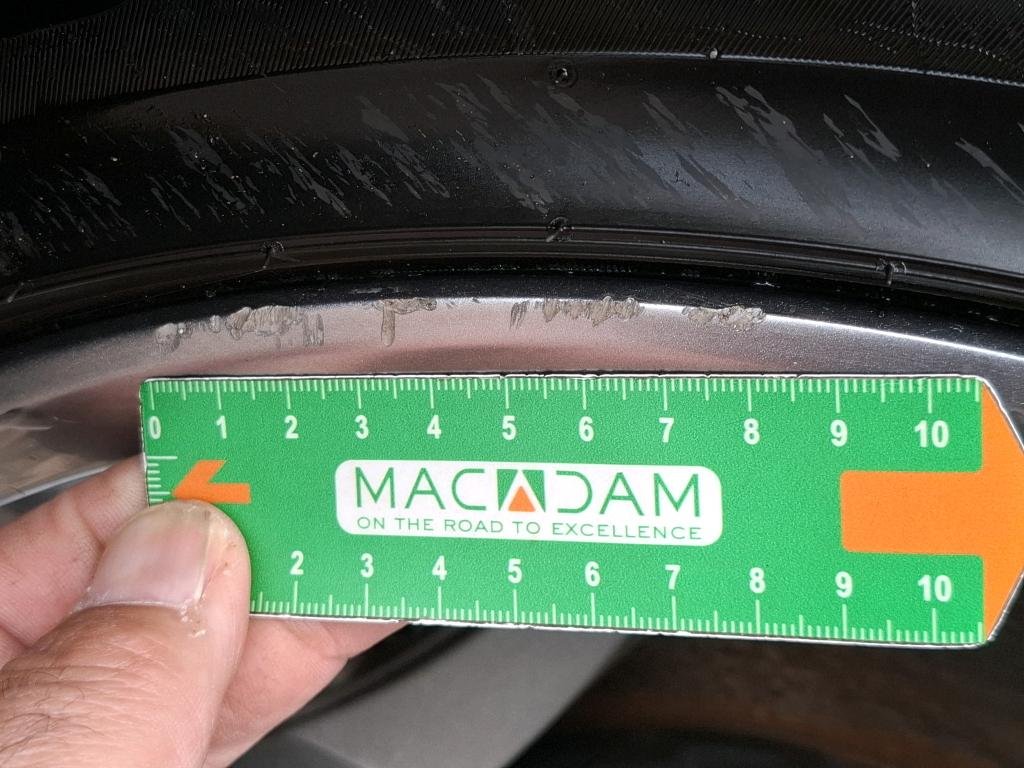 0 1 2 3 4 5 6 7 8 9 10
MACADAM
ON THE ROAD TO EXCELLENCE
2 3 4 5 6 7 8 9 10